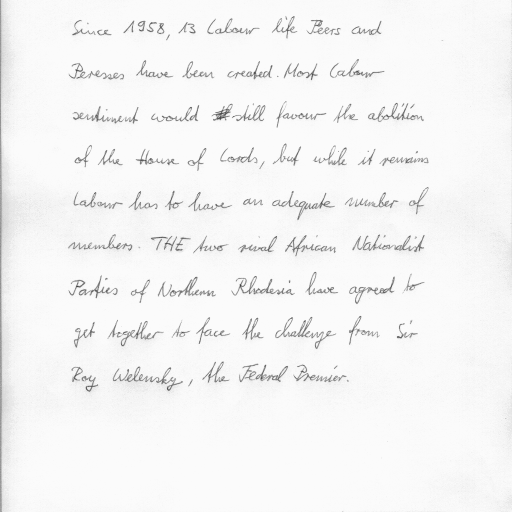 Since 1958, 13 Labour life Peers and
Peresses have been created. Most Labour
sentiment would still favour the abolition
of the House of Lords, but while it remains
Labour has to have an adequate number of
members. THE two rival African Nationalist
Parties of Northern Rhodesia have agreed to
get together to face the challenge from Sir
Roy Welensky, the Federal Premier.